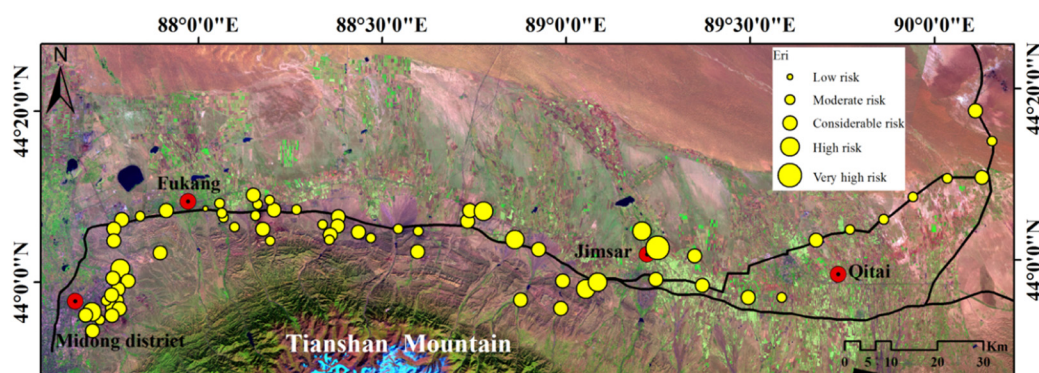 88°0'0"E
88°30'0"E
89°0'0"E
89°30'0"E
90°0'0"E
N
44°20'0"N
44°0'0"N
44°20'0"N
44°0'0"N
Eri
Low risk
Moderate risk
Considerable risk
High risk
Very high risk
Fukang
Jimsar
Qitai
Midong district
Tianshan Mountain
Km
0 5 10 20 30